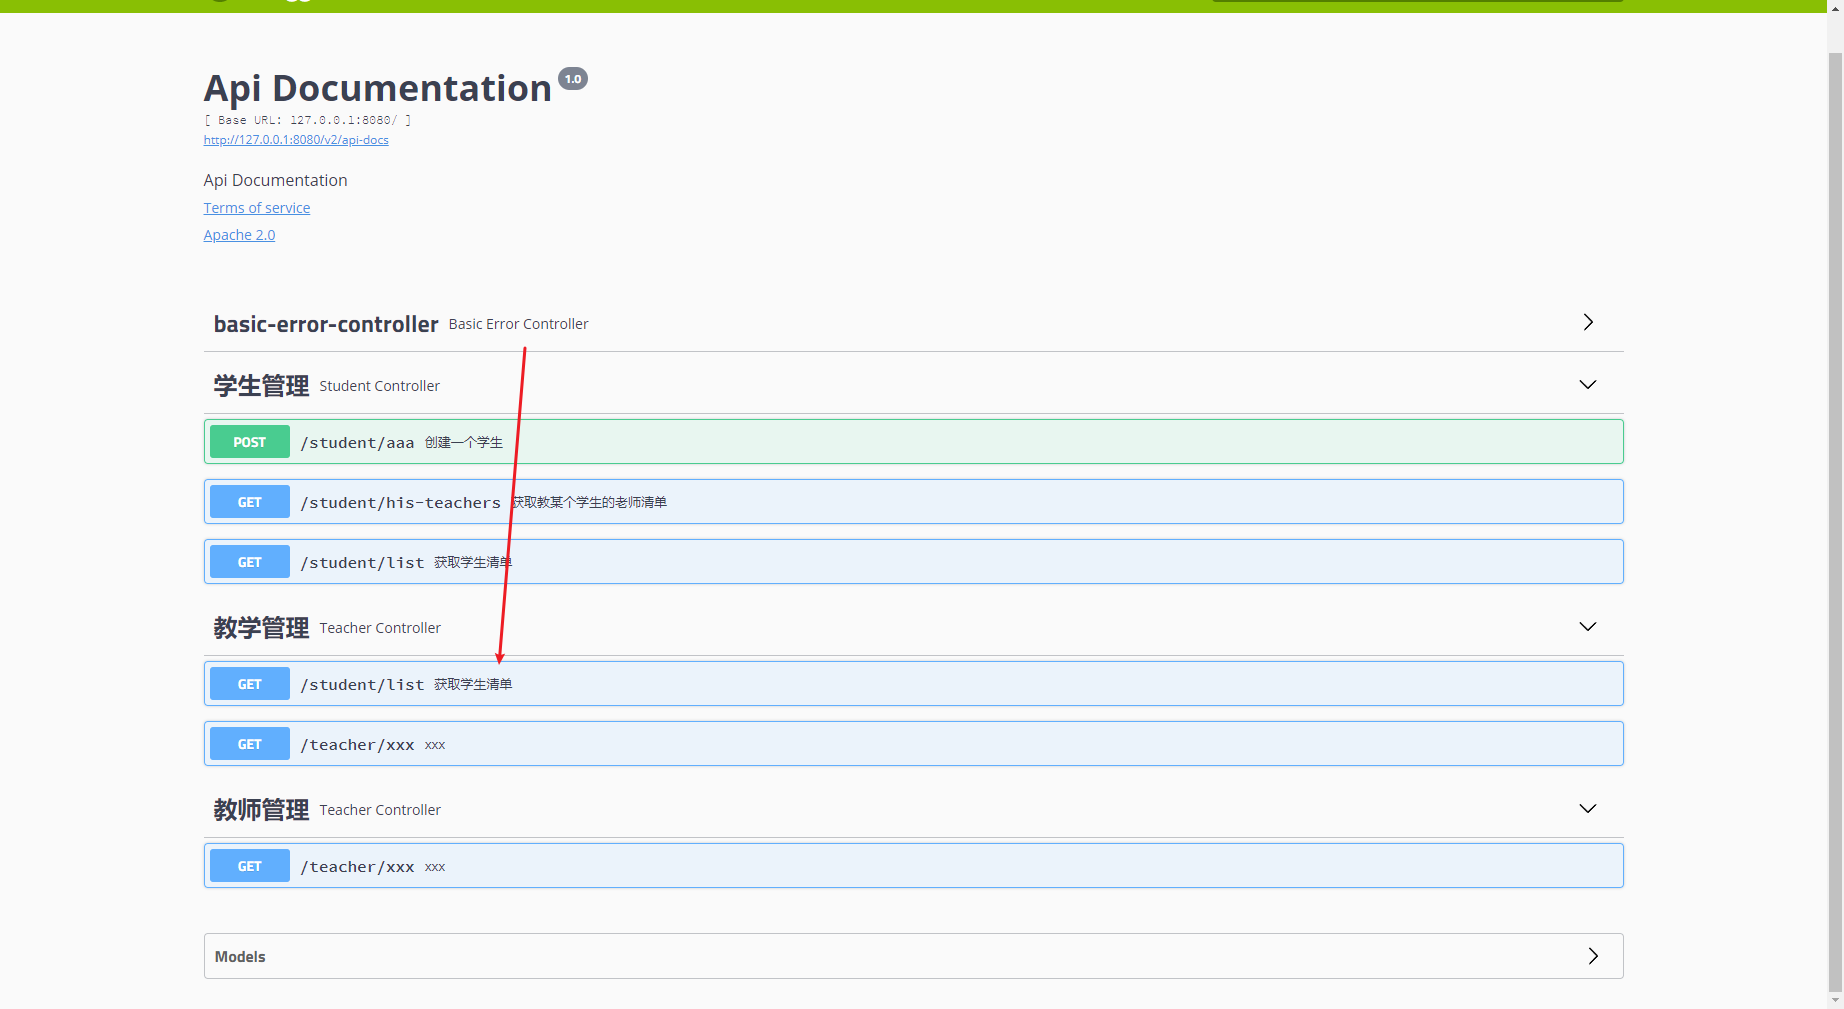 Api Documentation 1.0
[ Base URL: 127.0.0.1:8080/ ]
http://127.0.0.1:8080/v2/api-docs
Api Documentation
Terms of service
Apache 2.0
basic-error-controller Basic Error Controller
学生管理 Student Controller
POST /student/aaa 创建一个学生
GET /student/his-teachers 获取教某个学生的老师清单
GET /student/list 获取学生清单
教学管理 Teacher Controller
GET /student/list 获取学生清单
GET /teacher/xxx xxx
教师管理 Teacher Controller
GET /teacher/xxx xxx
Models